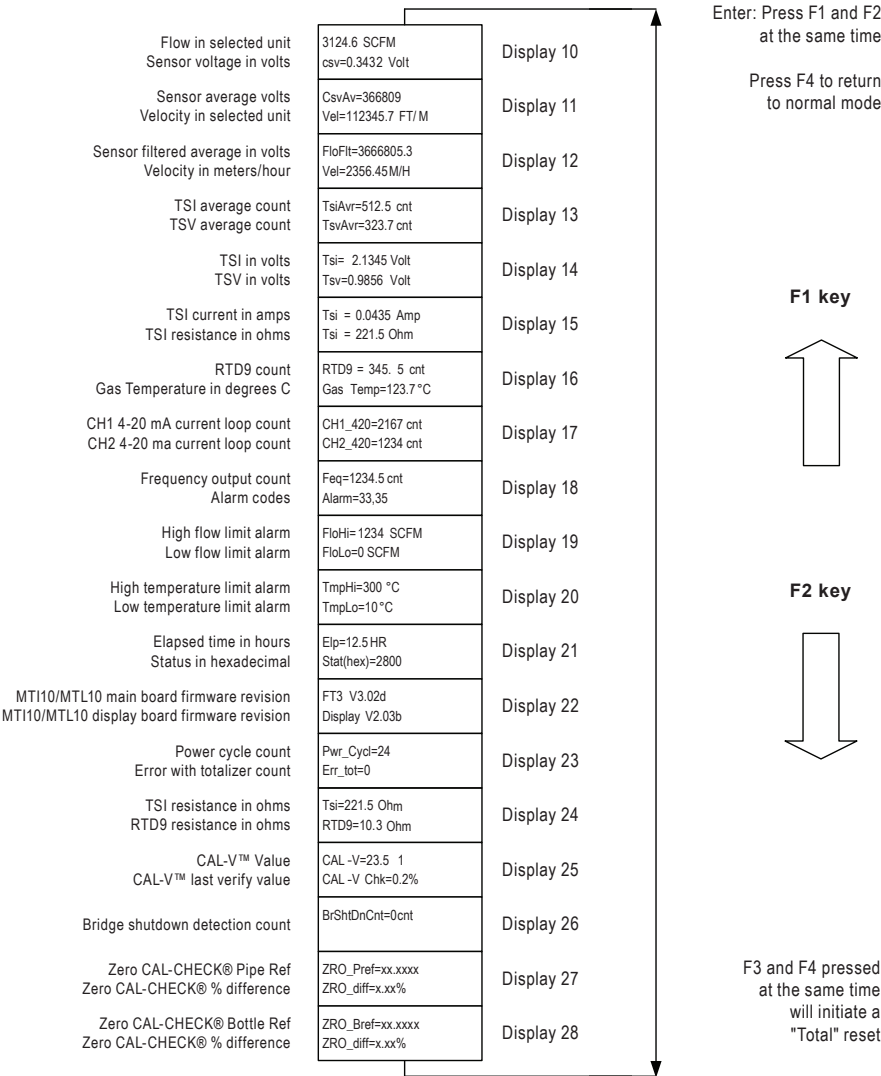 Enter: Press F1 and F2
at the same time
Press F4 to return
to normal mode
Flow in selected unit
Sensor voltage in volts
3124.6 SCFM
csv=0.3432 Volt
Display 10
Sensor average volts
Velocity in selected unit
CsvAv=366809
Vel=112345.7 FT/ M
Display 11
Sensor filtered average in volts
Velocity in meters/hour
FloFlt=3666805.3
Vel=2356.45M/H
Display 12
TSI average count
TSV average count
TsiAvr=512.5 cnt
TsvAvr=323.7 cnt
Display 13
TSI in volts
TSV in volts
Tsi= 2.1345 Volt
Tsv=0.9856 Volt
Display 14
TSI current in amps
TSI resistance in ohms
Tsi = 0.0435 Amp
Tsi = 221.5 Ohm
Display 15
F1 key
RTD9 count
Gas Temperature in degrees C
RTD9 = 345. 5 cnt
Gas Temp=123.7°C
Display 16
CH1 4-20 mA current loop count
CH2 4-20 ma current loop count
CH1_420=2167 cnt
CH2_420=1234 cnt
Display 17
Frequency output count
Alarm codes
Feq=1234.5 cnt
Alarm=33,35
Display 18
High flow limit alarm
Low flow limit alarm
FloHi=1234 SCFM
FloLo=0 SCFM
Display 19
High temperature limit alarm
Low temperature limit alarm
TmpHi=300 °C
TmpLo=10°C
Display 20
F2 key
Elapsed time in hours
Status in hexadecimal
Elp=12.5 HR
Stat(hex)=2800
Display 21
MTI10/MTL10 main board firmware revision
MTI10/MTL10 display board firmware revision
FT3 V3.02d
Display V2.03b
Display 22
Power cycle count
Error with totalizer count
Pwr_Cycl=24
Err_tot=0
Display 23
TSI resistance in ohms
RTD9 resistance in ohms
Tsi=221.5 Ohm
RTD9=10.3 Ohm
Display 24
CAL-V™ Value
CAL-V™ last verify value
CAL -V=23.5 1
CAL -V Chk=0.2%
Display 25
Bridge shutdown detection count
BrShtDnCnt=0cnt
Display 26
Zero CAL-CHECK® Pipe Ref
Zero CAL-CHECK® % difference
ZRO_Pref=xx.xxxx
ZRO_diff=x.xx%
Display 27
Zero CAL-CHECK® Bottle Ref
Zero CAL-CHECK® % difference
ZRO_Bref=xx.xxxx
ZRO_diff=x.xx%
Display 28
F3 and F4 pressed
at the same time
will initiate a
"Total" reset